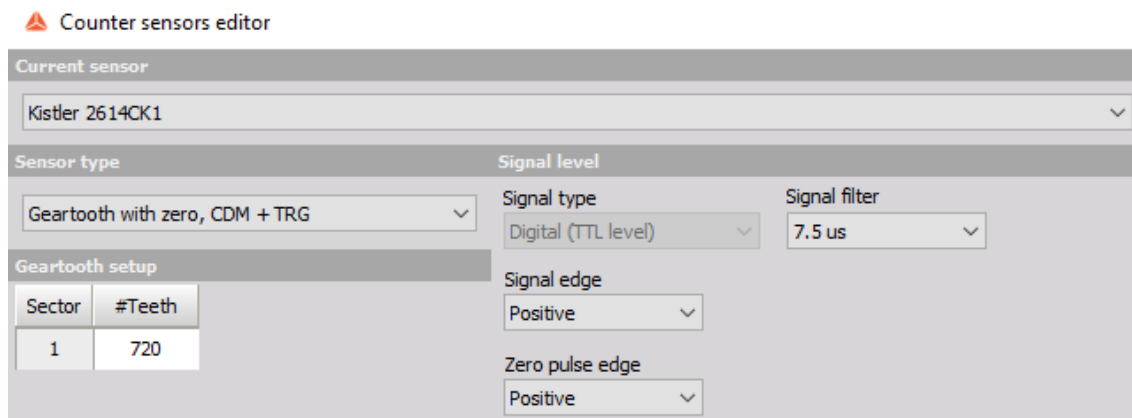 Counter sensors editor
Current sensor
Kistler 2614CK1
Sensor type
Geartooth with zero, CDM + TRG
Geartooth setup
Sector #Teeth
1 720
Signal level
Signal type
Digital (TTL level)
Signal filter
7.5 us
Signal edge
Positive
Zero pulse edge
Positive